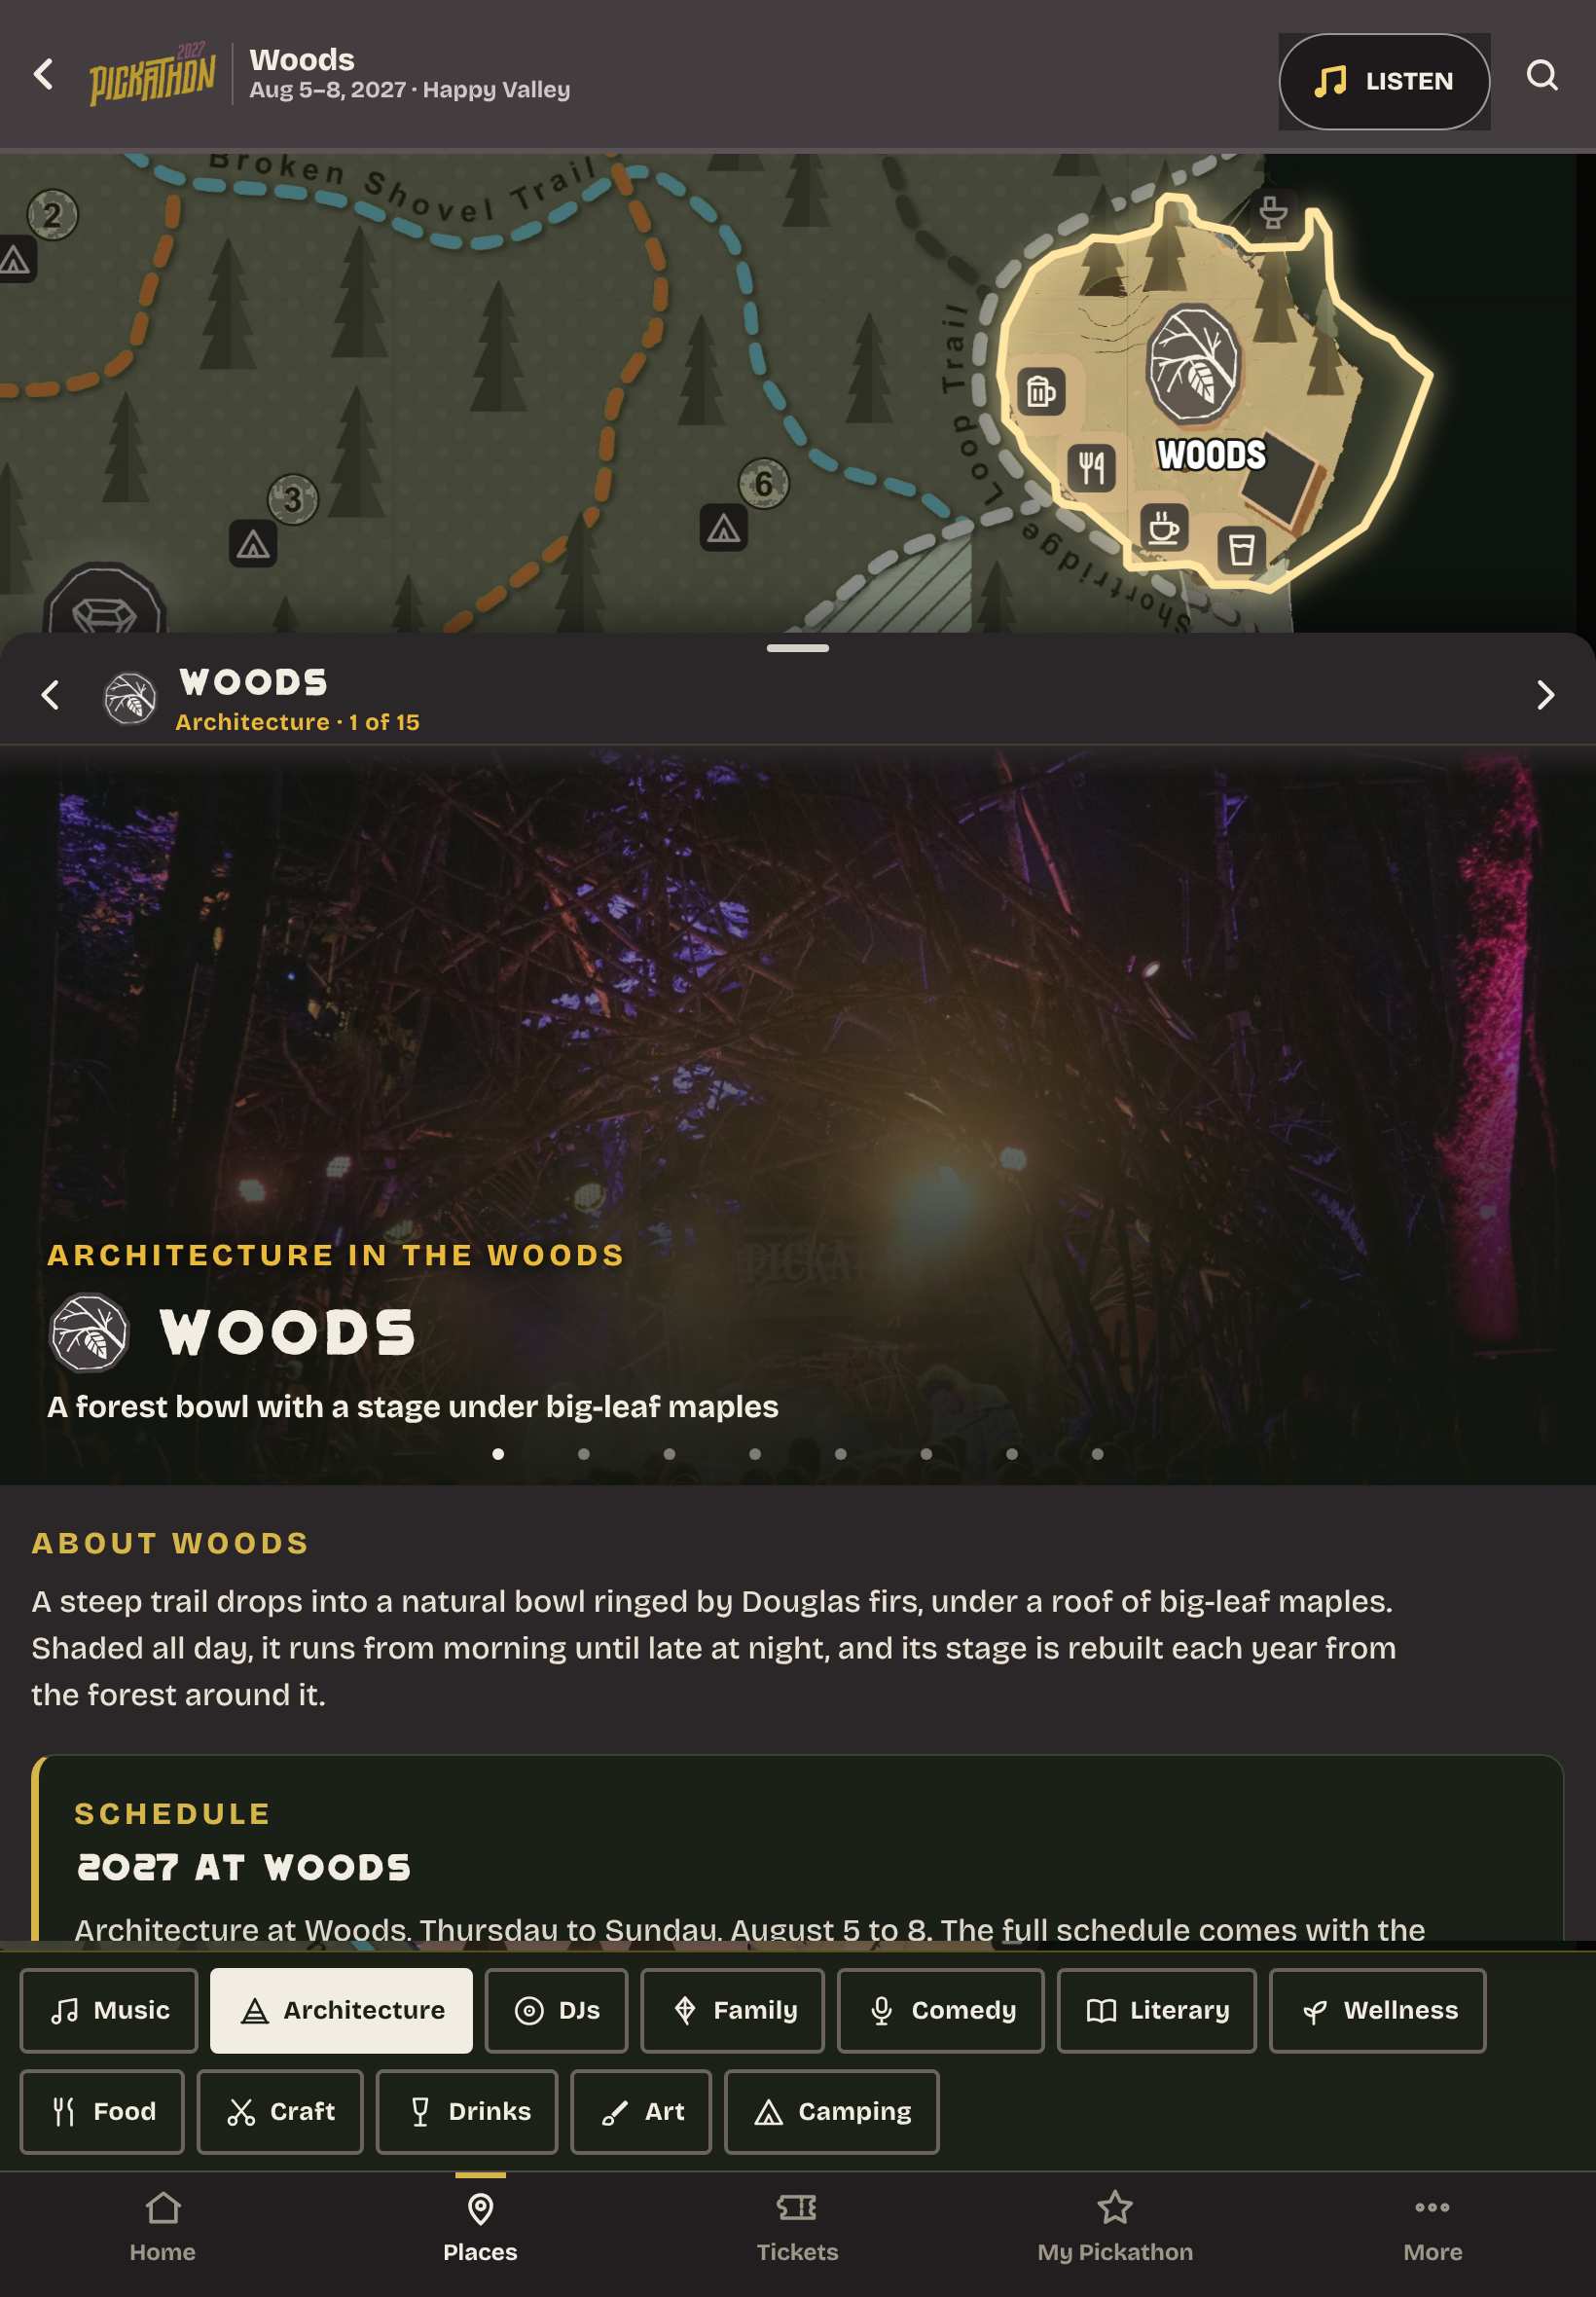 2027
PICKATHON
Woods
Aug 5–8, 2027 · Happy Valley
LISTEN
Broken Shovel Trail
2
Loop Trail
3
6
WOODS
Shortridge
WOODS
Architecture · 1 of 15
PICKA
ARCHITECTURE IN THE WOODS
WOODS
A forest bowl with a stage under big-leaf maples
ABOUT WOODS
A steep trail drops into a natural bowl ringed by Douglas firs, under a roof of big-leaf maples.
Shaded all day, it runs from morning until late at night, and its stage is rebuilt each year from
the forest around it.
SCHEDULE
2027 AT WOODS
Architecture at Woods, Thursday to Sunday, August 5 to 8. The full schedule comes with the
Music
Architecture
DJs
Family
Comedy
Literary
Wellness
Food
Craft
Drinks
Art
Camping
Home
Places
Tickets
My Pickathon
More